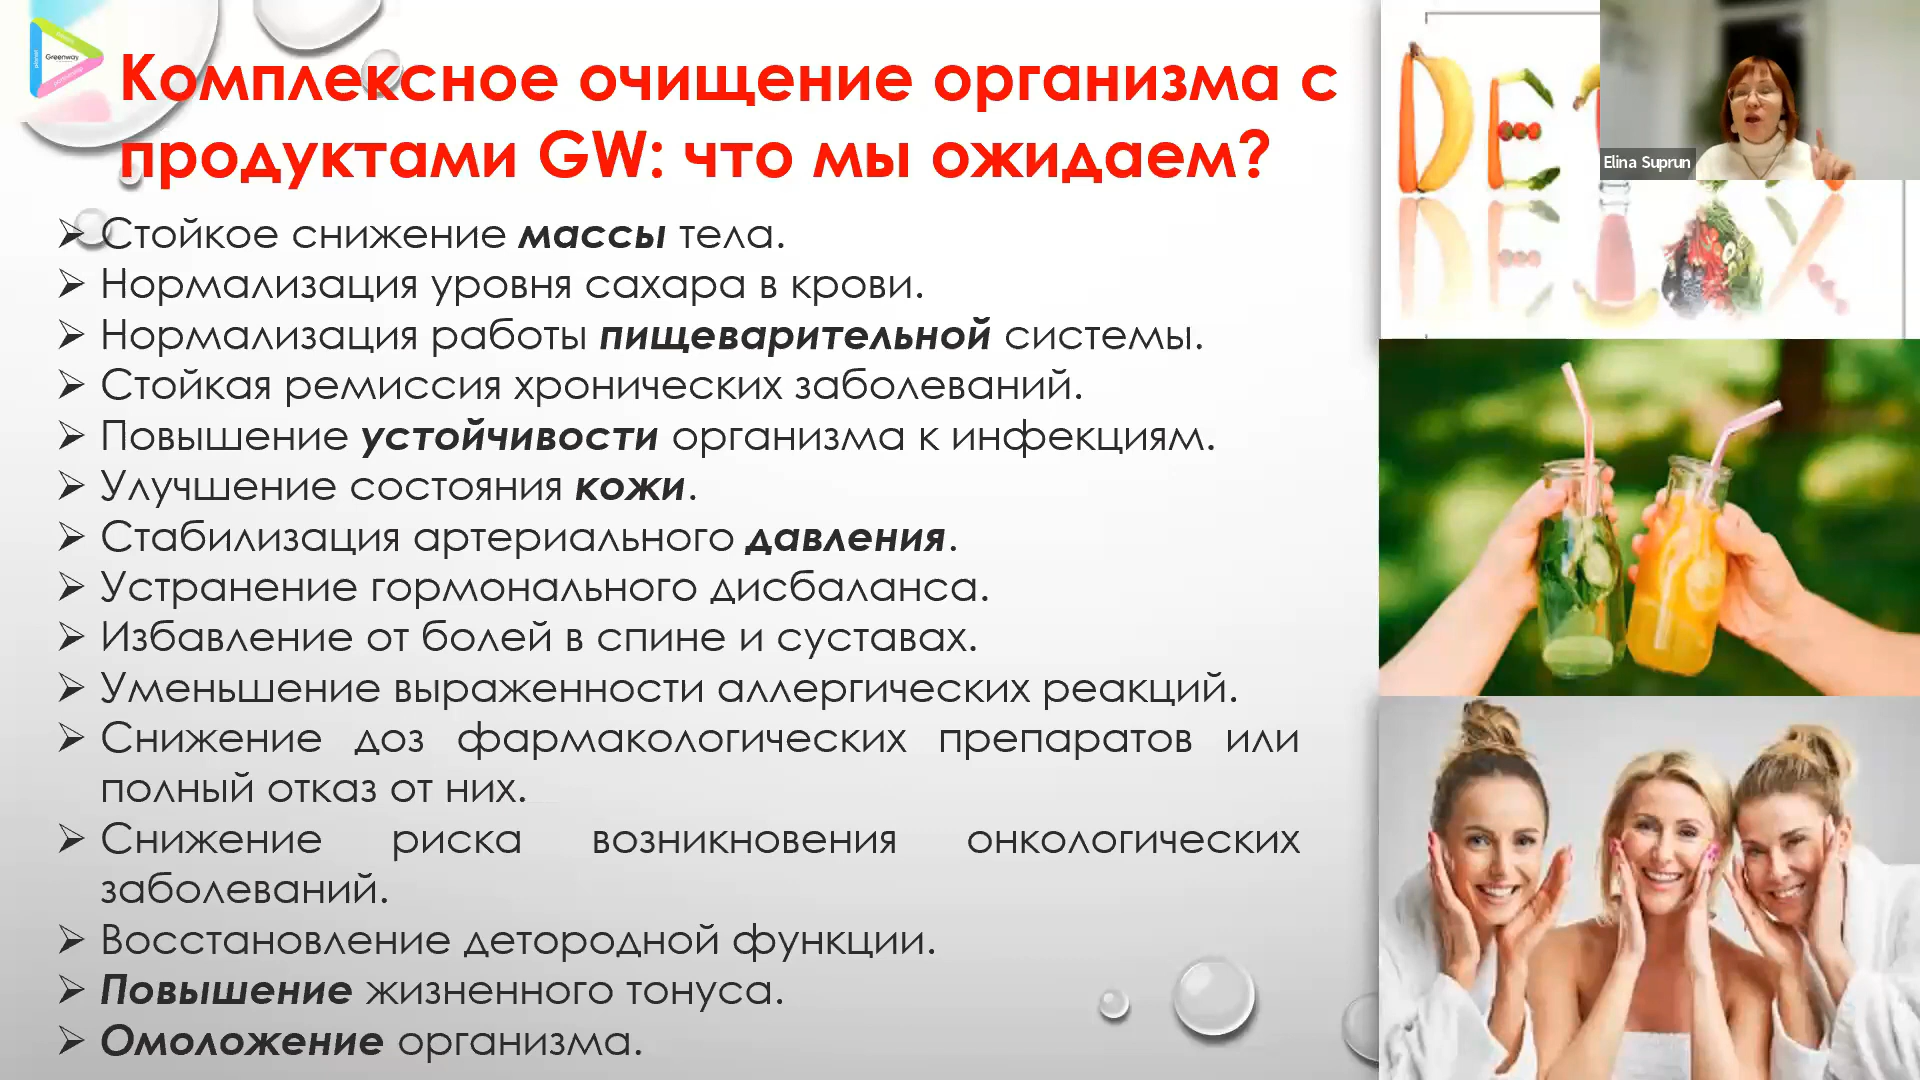 Greenway
Комплексное очищение организма с
продуктами GW: что мы ожидаем?
Стойкое снижение массы тела.
Нормализация уровня сахара в крови.
Нормализация работы пищеварительной системы.
Стойкая ремиссия хронических заболеваний.
Повышение устойчивости организма к инфекциям.
Улучшение состояния кожи.
Стабилизация артериального давления.
Устранение гормонального дисбаланса.
Избавление от болей в спине и суставах.
Уменьшение выраженности аллергических реакций.
Снижение доз фармакологических препаратов или
полный отказ от них.
Снижение риска возникновения онкологических
заболеваний.
Восстановление детородной функции.
Повышение жизненного тонуса.
Омоложение организма.
DE
Elina Suprun